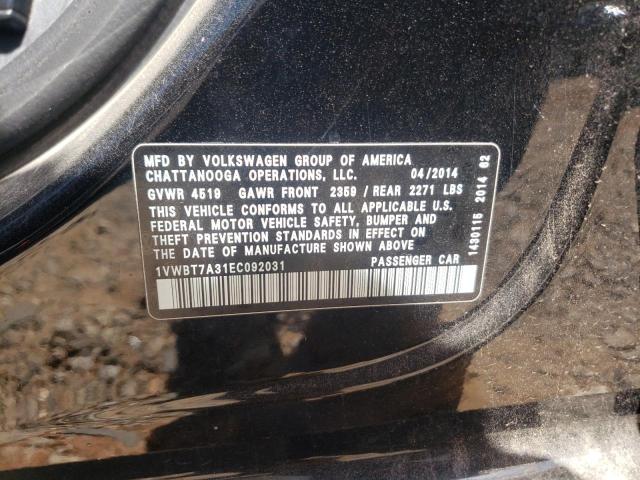 MFD BY VOLKSWAGEN GROUP OF AMERICA
CHATTANOOGA OPERATIONS, LLC. 04/2014
GVWR 4519 GAWR FRONT 2359 / REAR 2271 LBS
THIS VEHICLE CONFORMS TO ALL APPLICABLE U.S.
FEDERAL MOTOR VEHICLE SAFETY, BUMPER AND
THEFT PREVENTION STANDARDS IN EFFECT ON
THE DATE OF MANUFACTURE SHOWN ABOVE
1VWBT7A31EC092031 PASSENGER CAR
1430115 2014 62